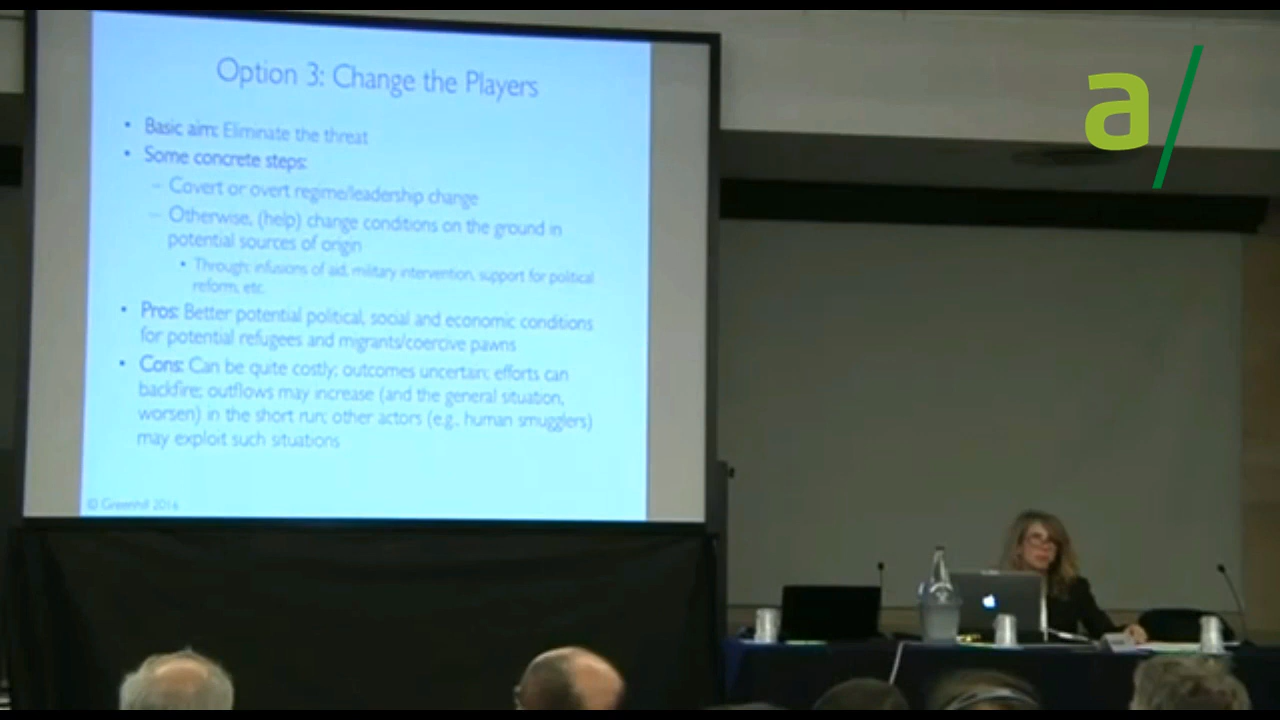 Option 3: Change the Players
• Basic aim: Eliminate the threat
• Some concrete steps:
– Covert or overt regime/leadership change
– Otherwise, (help) change conditions on the ground in
potential sources of origin
• Through: infusions of aid, military intervention, support for political
reform, etc.
• Pros: Better potential political, social and economic conditions
for potential refugees and migrants/coercive pawns
• Cons: Can be quite costly; outcomes uncertain; efforts can
backfire; outflows may increase (and the general situation,
worsen) in the short run; other actors (e.g., human smugglers)
may exploit such situations
© Greenhill 2016
a/